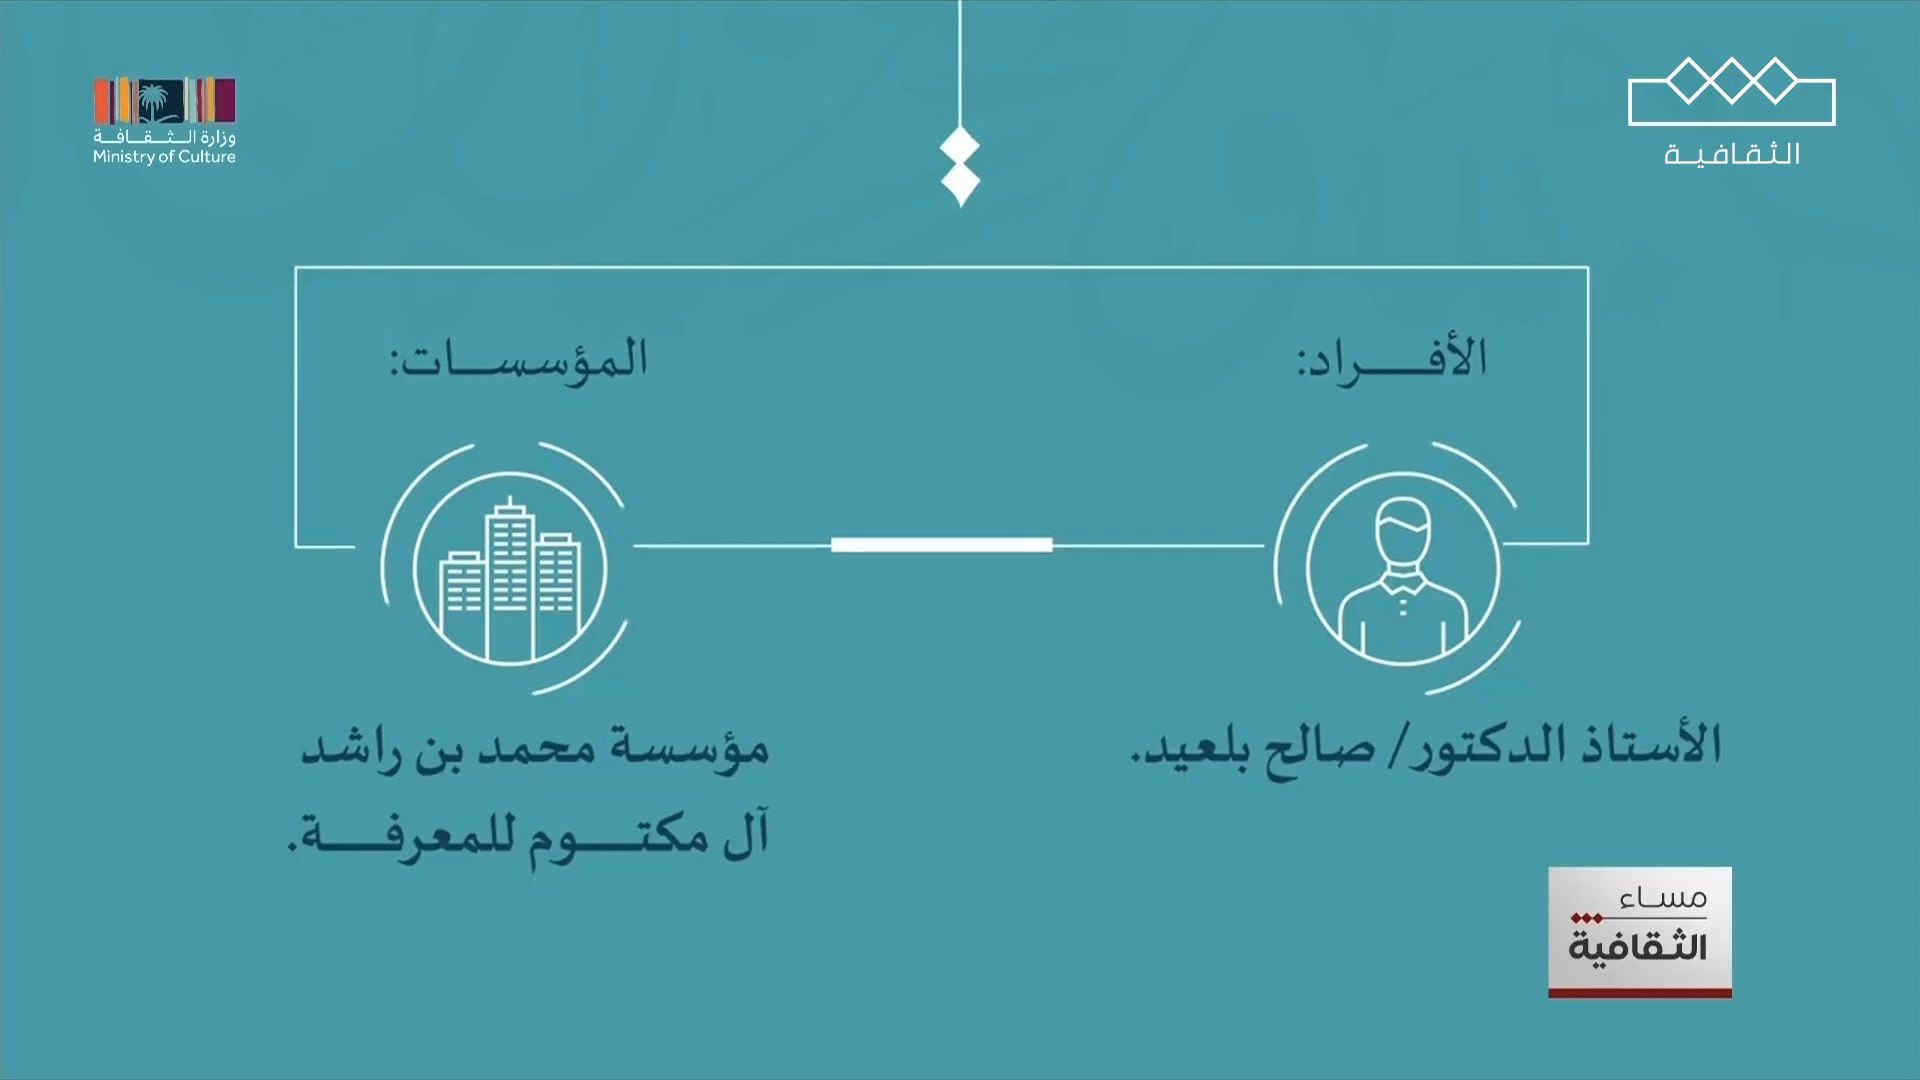 وزارة الثقافة
Ministry of Culture
الثقافية
الأفراد:
الأستاذ الدكتور/ صالح بلعيد.
المؤسسات:
مؤسسة محمد بن راشد
آل مكتوم للمعرفة.
مساء
الثقافية